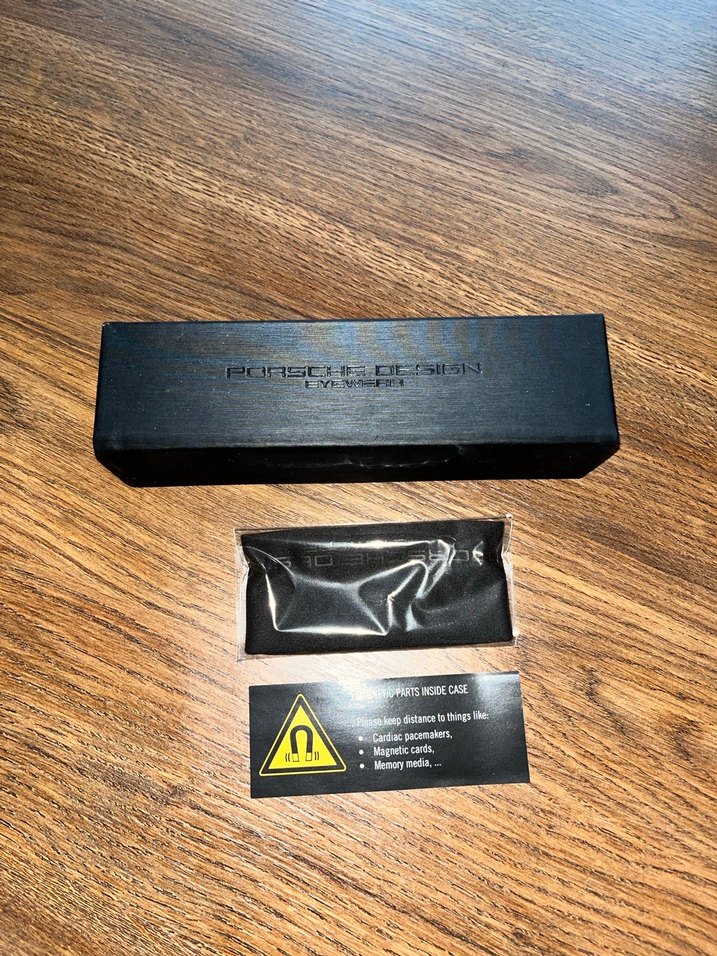 PORSCHE DESIGN
EYEWEAR
MAGNETIC PARTS INSIDE CASE
Please keep distance to things like:
• Cardiac pacemakers,
• Magnetic cards,
• Memory media, ...